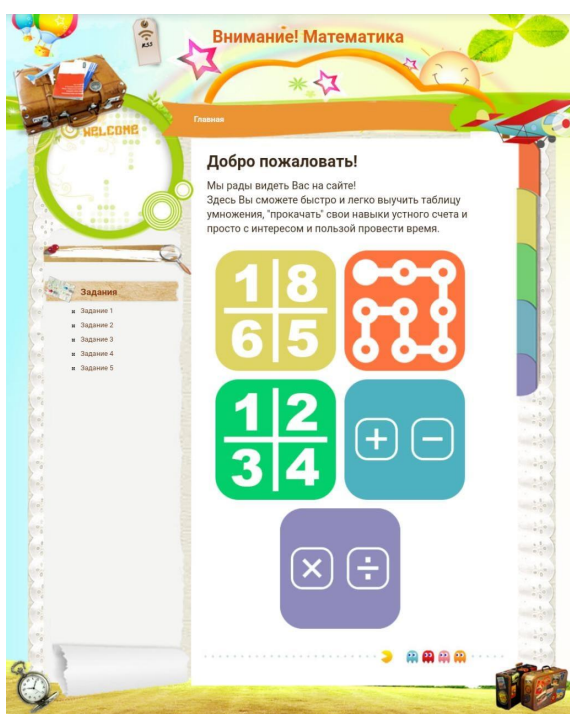 RSS
Внимание! Математика
WELCOME
Главная
Добро пожаловать!
Мы рады видеть Вас на сайте!
Здесь Вы сможете быстро и легко выучить таблицу
умножения, "прокачать" свои навыки устного счета и
просто с интересом и пользой провести время.
Задания
Задание 1
Задание 2
Задание 3
Задание 4
Задание 5
1 8
6 5
1 2
3 4
+ −
× ÷